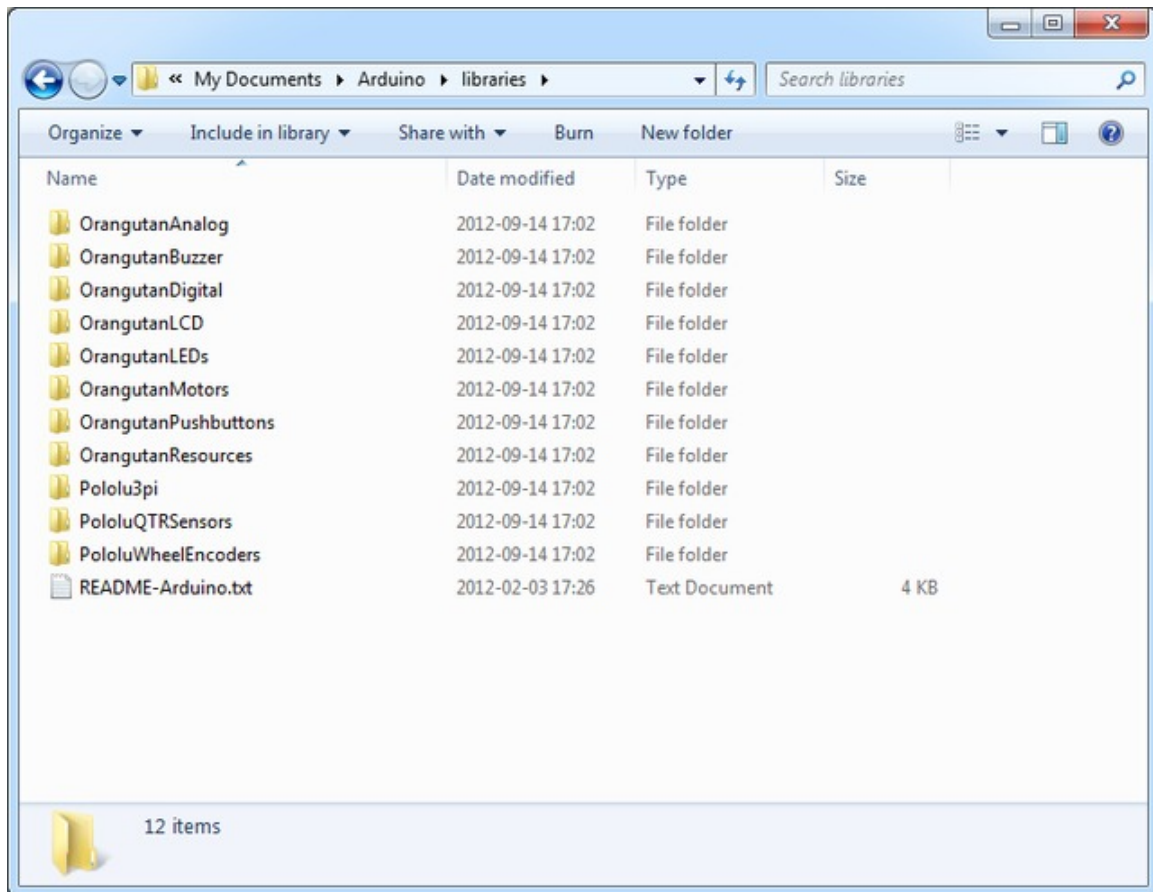 « My Documents Arduino libraries Search libraries
Organize Include in library Share with Burn New folder
Name Date modified Type Size
OrangutanAnalog 2012-09-14 17:02 File folder
OrangutanBuzzer 2012-09-14 17:02 File folder
OrangutanDigital 2012-09-14 17:02 File folder
OrangutanLCD 2012-09-14 17:02 File folder
OrangutanLEDs 2012-09-14 17:02 File folder
OrangutanMotors 2012-09-14 17:02 File folder
OrangutanPushbuttons 2012-09-14 17:02 File folder
OrangutanResources 2012-09-14 17:02 File folder
Pololu3pi 2012-09-14 17:02 File folder
PololuQTRSensors 2012-09-14 17:02 File folder
PololuWheelEncoders 2012-09-14 17:02 File folder
README-Arduino.txt 2012-02-03 17:26 Text Document 4 KB
12 items